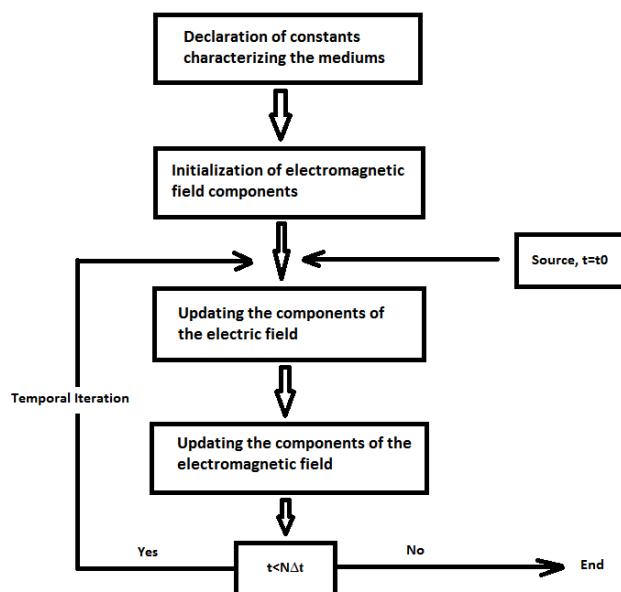 Declaration of constants
characterizing the mediums
Initialization of electromagnetic
field components
Source, t=t0
Updating the components of
the electric field
Temporal Iteration
Updating the components of the
electromagnetic field
Yes
t<NΔt
No
End